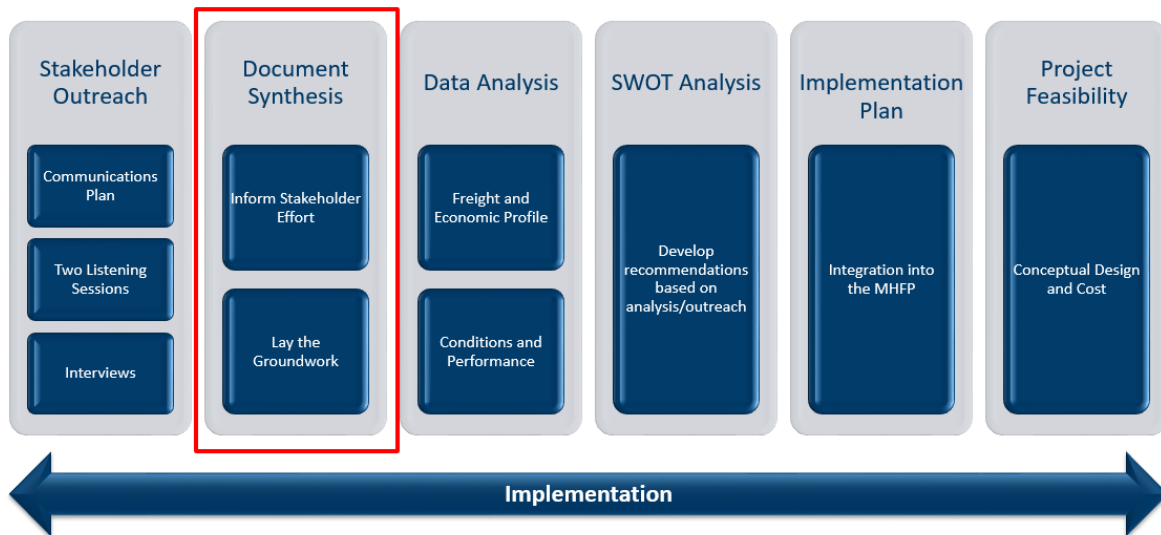 Stakeholder
Outreach
Communications
Plan
Two Listening
Sessions
Interviews
Document
Synthesis
Inform Stakeholder
Effort
Lay the
Groundwork
Data Analysis
Freight and
Economic Profile
Conditions and
Performance
SWOT Analysis
Develop
recommendations
based on
analysis/outreach
Implementation
Plan
Integration into
the MHFP
Project
Feasibility
Conceptual Design
and Cost
Implementation